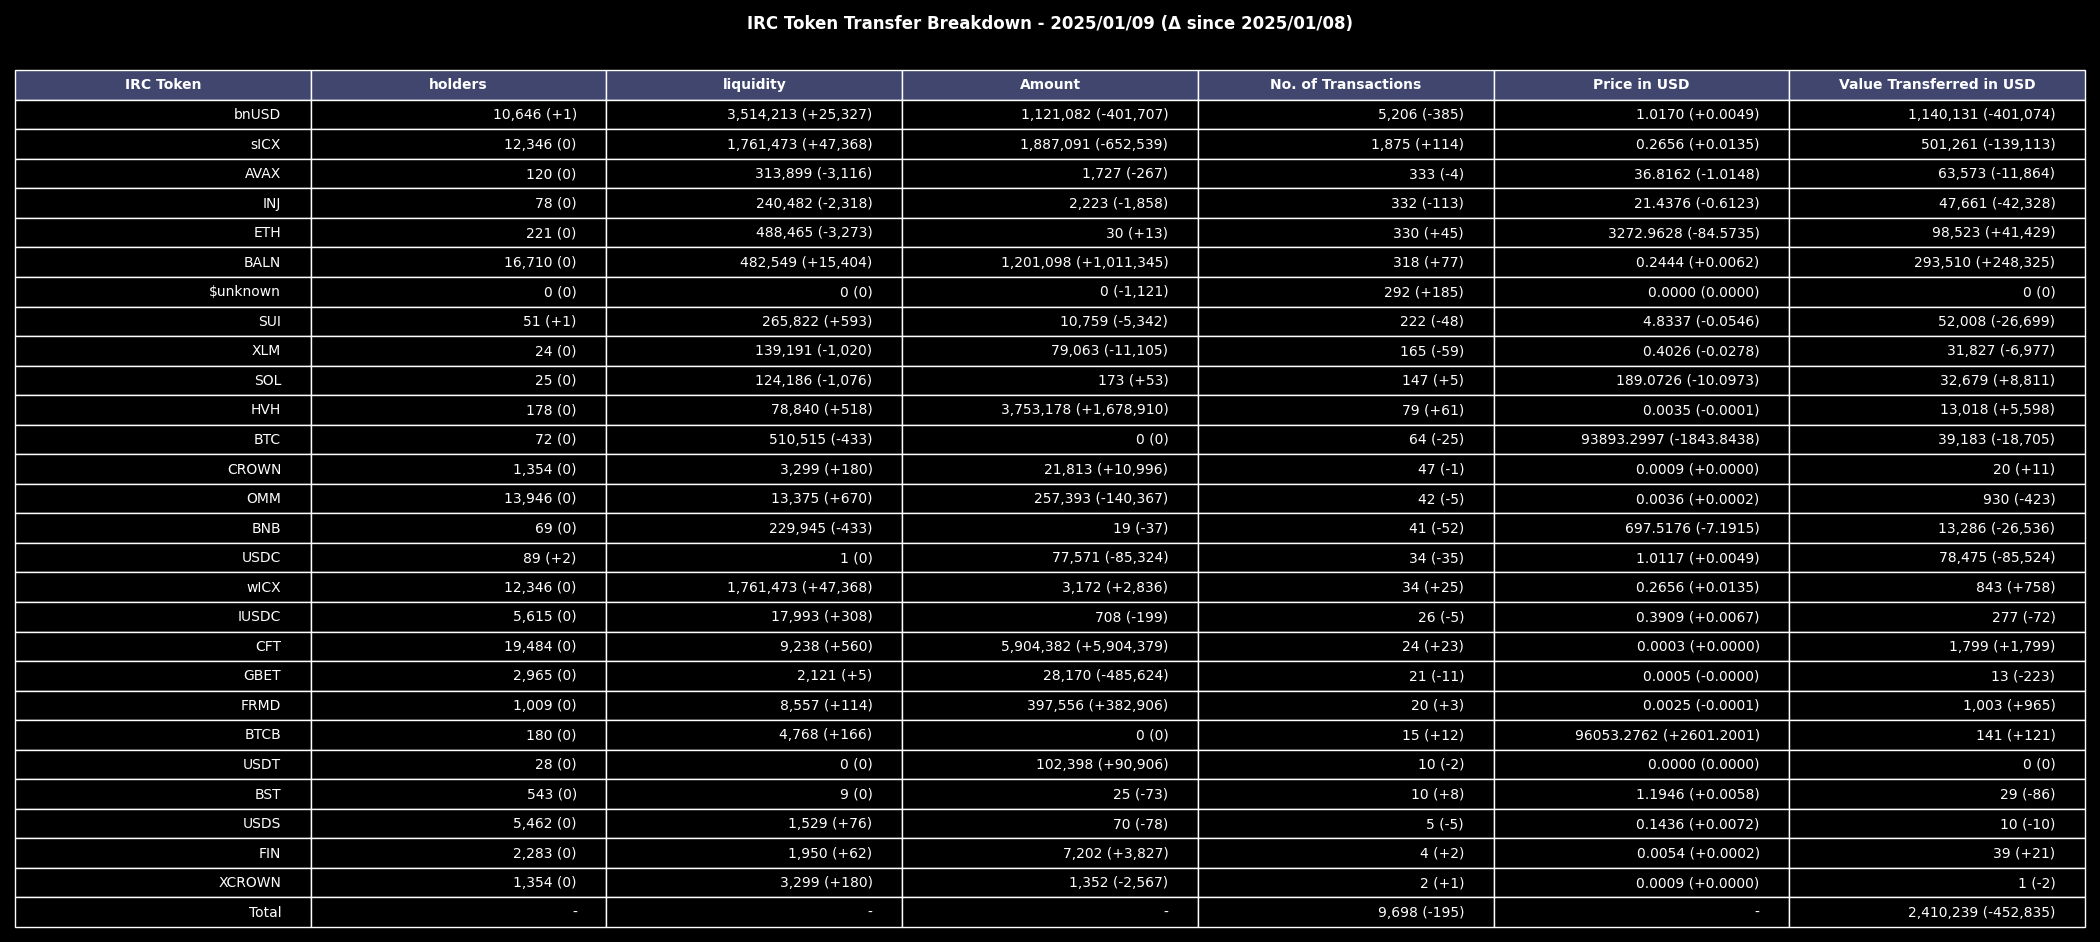 IRC Token Transfer Breakdown - 2025/01/09 (Δ since 2025/01/08)
IRC Token holders liquidity Amount No. of Transactions Price in USD Value Transferred in USD
bnUSD 10,646 (+1) 3,514,213 (+25,327) 1,121,082 (-401,707) 5,206 (-385) 1.0170 (+0.0049) 1,140,131 (-401,074)
sICX 12,346 (0) 1,761,473 (+47,368) 1,887,091 (-652,539) 1,875 (+114) 0.2656 (+0.0135) 501,261 (-139,113)
AVAX 120 (0) 313,899 (-3,116) 1,727 (-267) 333 (-4) 36.8162 (-1.0148) 63,573 (-11,864)
INJ 78 (0) 240,482 (-2,318) 2,223 (-1,858) 332 (-113) 21.4376 (-0.6123) 47,661 (-42,328)
ETH 221 (0) 488,465 (-3,273) 30 (+13) 330 (+45) 3272.9628 (-84.5735) 98,523 (+41,429)
BALN 16,710 (0) 482,549 (+15,404) 1,201,098 (+1,011,345) 318 (+77) 0.2444 (+0.0062) 293,510 (+248,325)
$unknown 0 (0) 0 (0) 0 (-1,121) 292 (+185) 0.0000 (0.0000) 0 (0)
SUI 51 (+1) 265,822 (+593) 10,759 (-5,342) 222 (-48) 4.8337 (-0.0546) 52,008 (-26,699)
XLM 24 (0) 139,191 (-1,020) 79,063 (-11,105) 165 (-59) 0.4026 (-0.0278) 31,827 (-6,977)
SOL 25 (0) 124,186 (-1,076) 173 (+53) 147 (+5) 189.0726 (-10.0973) 32,679 (+8,811)
HVH 178 (0) 78,840 (+518) 3,753,178 (+1,678,910) 79 (+61) 0.0035 (-0.0001) 13,018 (+5,598)
BTC 72 (0) 510,515 (-433) 0 (0) 64 (-25) 93893.2997 (-1843.8438) 39,183 (-18,705)
CROWN 1,354 (0) 3,299 (+180) 21,813 (+10,996) 47 (-1) 0.0009 (+0.0000) 20 (+11)
OMM 13,946 (0) 13,375 (+670) 257,393 (-140,367) 42 (-5) 0.0036 (+0.0002) 930 (-423)
BNB 69 (0) 229,945 (-433) 19 (-37) 41 (-52) 697.5176 (-7.1915) 13,286 (-26,536)
USDC 89 (+2) 1 (0) 77,571 (-85,324) 34 (-35) 1.0117 (+0.0049) 78,475 (-85,524)
wICX 12,346 (0) 1,761,473 (+47,368) 3,172 (+2,836) 34 (+25) 0.2656 (+0.0135) 843 (+758)
IUSDC 5,615 (0) 17,993 (+308) 708 (-199) 26 (-5) 0.3909 (+0.0067) 277 (-72)
CFT 19,484 (0) 9,238 (+560) 5,904,382 (+5,904,379) 24 (+23) 0.0003 (+0.0000) 1,799 (+1,799)
GBET 2,965 (0) 2,121 (+5) 28,170 (-485,624) 21 (-11) 0.0005 (-0.0000) 13 (-223)
FRMD 1,009 (0) 8,557 (+114) 397,556 (+382,906) 20 (+3) 0.0025 (-0.0001) 1,003 (+965)
BTCB 180 (0) 4,768 (+166) 0 (0) 15 (+12) 96053.2762 (+2601.2001) 141 (+121)
USDT 28 (0) 0 (0) 102,398 (+90,906) 10 (-2) 0.0000 (0.0000) 0 (0)
BST 543 (0) 9 (0) 25 (-73) 10 (+8) 1.1946 (+0.0058) 29 (-86)
USDS 5,462 (0) 1,529 (+76) 70 (-78) 5 (-5) 0.1436 (+0.0072) 10 (-10)
FIN 2,283 (0) 1,950 (+62) 7,202 (+3,827) 4 (+2) 0.0054 (+0.0002) 39 (+21)
XCROWN 1,354 (0) 3,299 (+180) 1,352 (-2,567) 2 (+1) 0.0009 (+0.0000) 1 (-2)
Total - - - 9,698 (-195) - 2,410,239 (-452,835)